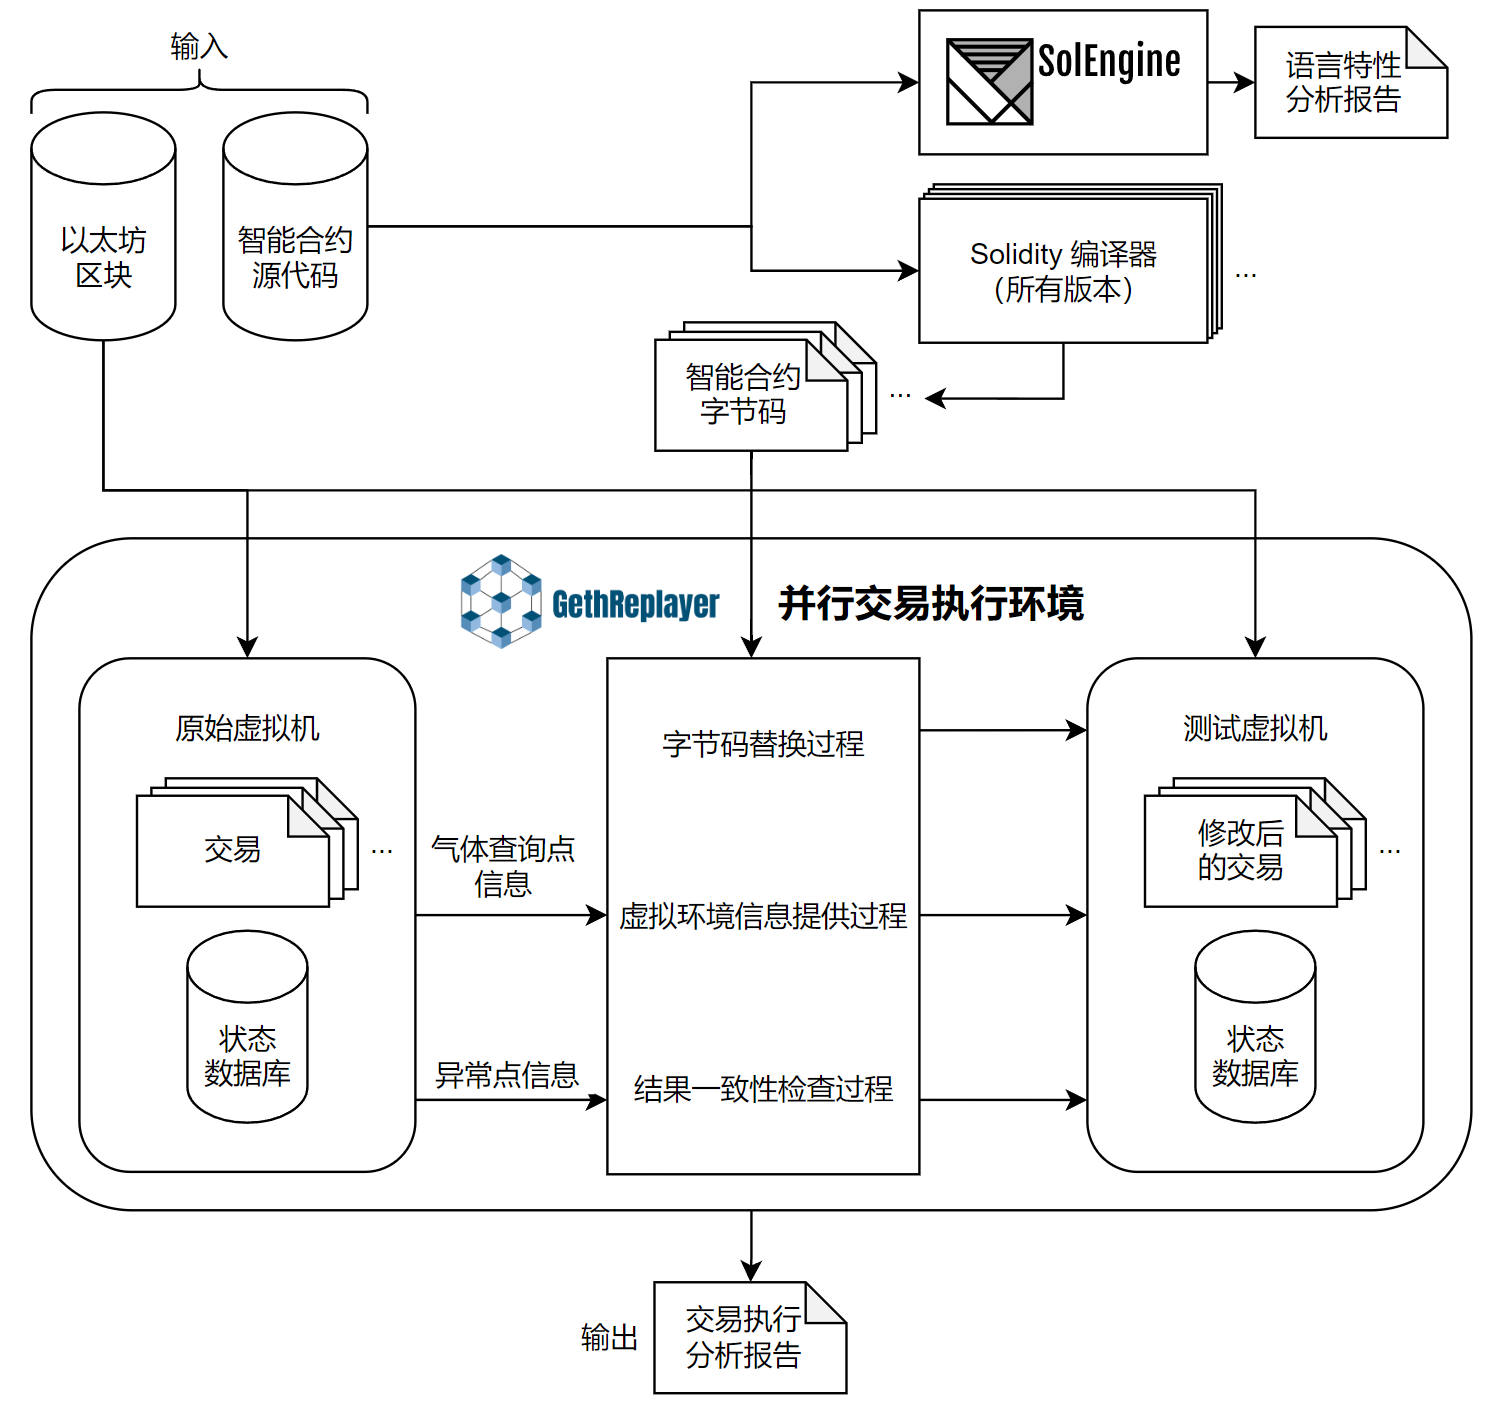 输入
以太坊
区块
智能合约
源代码
SolEngine
语言特性
分析报告
Solidity 编译器
（所有版本）
...
智能合约
字节码
...
GethReplayer
并行交易执行环境
原始虚拟机
交易
...
状态
数据库
气体查询点
信息
异常点信息
字节码替换过程
虚拟环境信息提供过程
结果一致性检查过程
测试虚拟机
修改后
的交易
...
状态
数据库
输出
交易执行
分析报告